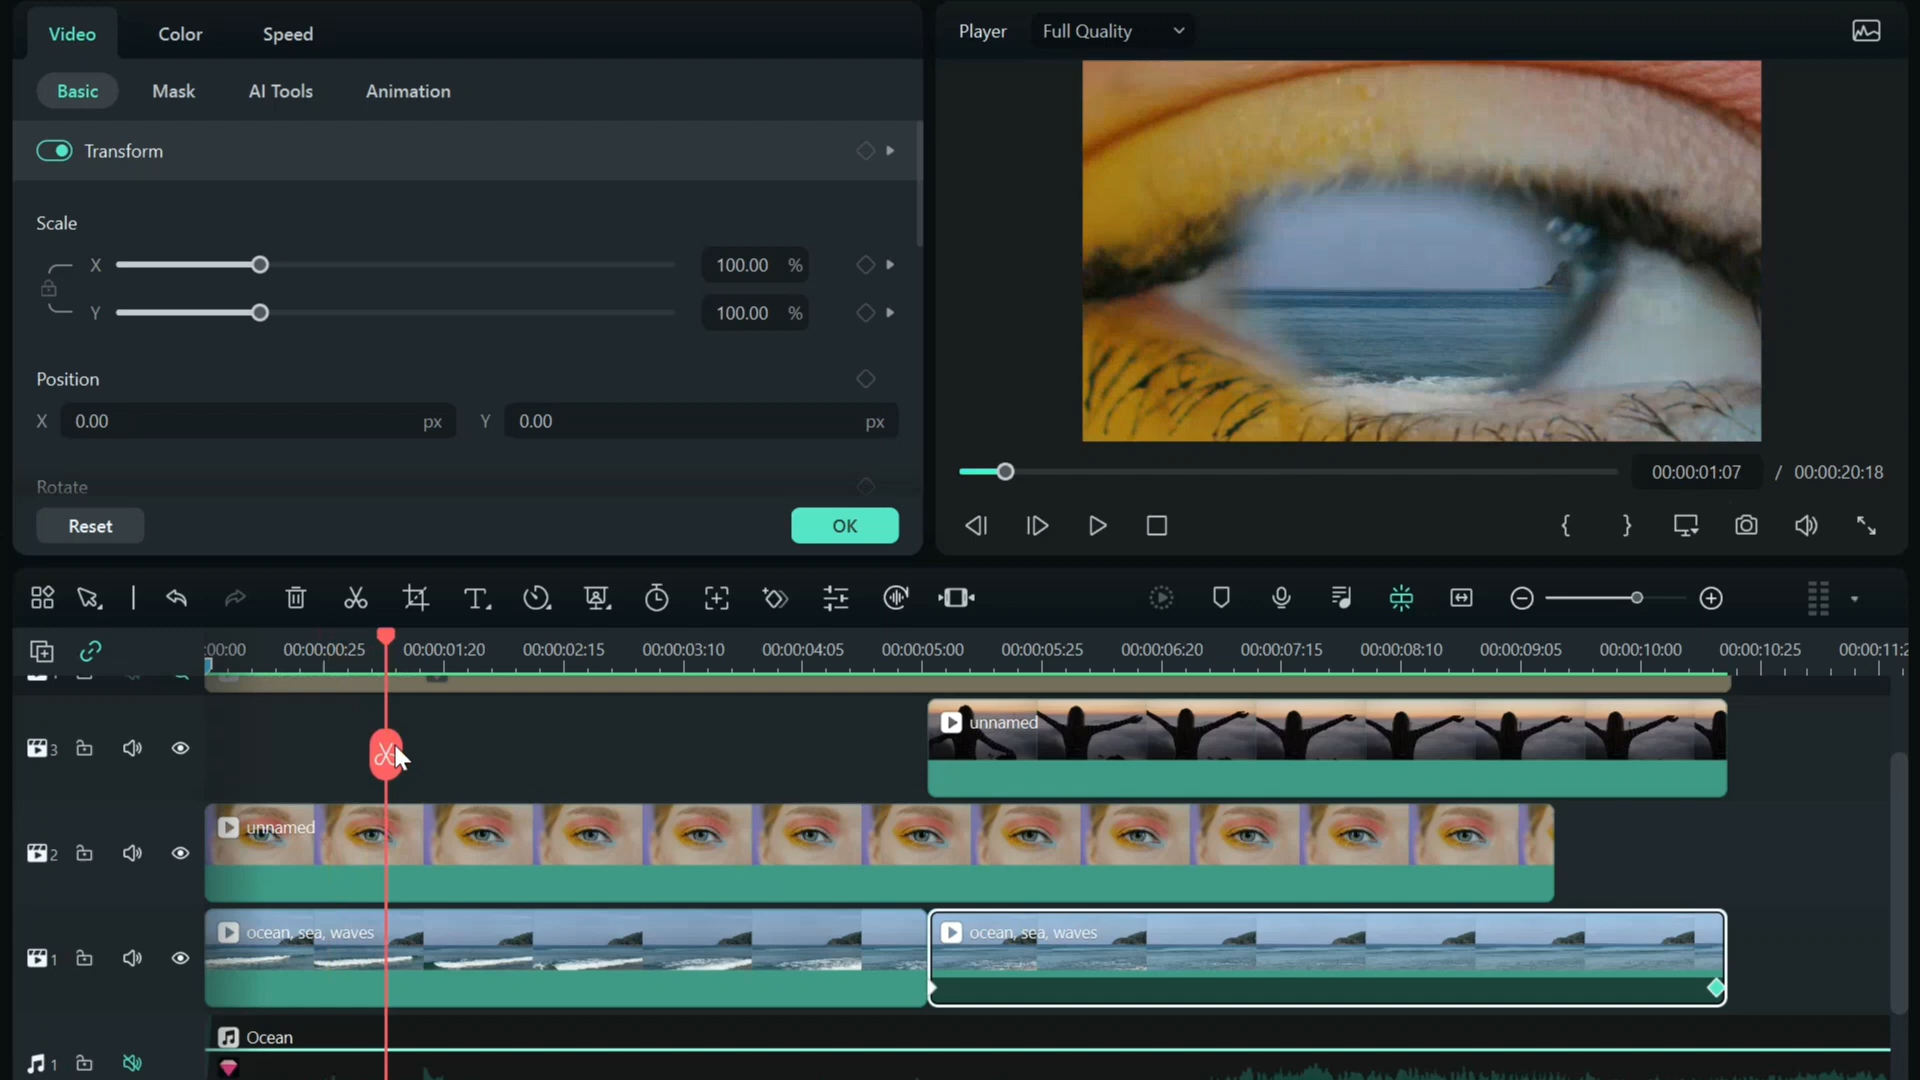 Video Color Speed
Basic Mask AI Tools Animation
Transform
Scale
X 100.00 %
Y 100.00 %
Position
X 0.00 px Y 0.00 px
Rotate
Reset OK
Player Full Quality
00:00:01:07 / 00:00:20:18
:00:00 00:00:00:25 00:00:01:20 00:00:02:15 00:00:03:10 00:00:04:05 00:00:05:00 00:00:05:25 00:00:06:20 00:00:07:15 00:00:08:10 00:00:09:05 00:00:10:00 00:00:10:25 00:00:11:2
3 unnamed
unnamed
2
ocean, sea, waves ocean, sea, waves
1
Ocean
1